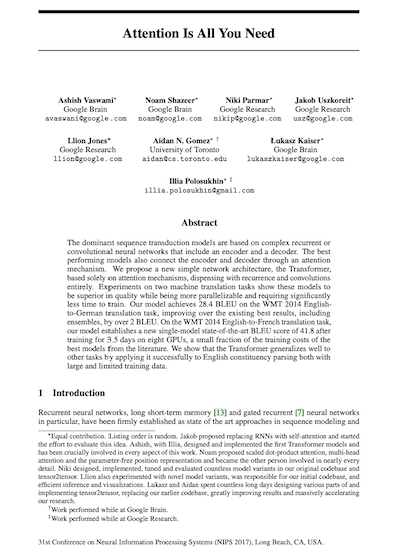 Attention Is All You Need
Ashish Vaswani*
Google Brain
avaswani@google.com
Noam Shazeer*
Google Brain
noam@google.com
Niki Parmar*
Google Research
nikip@google.com
Jakob Uszkoreit*
Google Research
usz@google.com
Llion Jones*
Google Research
llion@google.com
Aidan N. Gomez* †
University of Toronto
aidan@cs.toronto.edu
Łukasz Kaiser*
Google Brain
lukaszkaiser@google.com
Illia Polosukhin* ‡
illia.polosukhin@gmail.com
Abstract
The dominant sequence transduction models are based on complex recurrent or
convolutional neural networks that include an encoder and a decoder. The best
performing models also connect the encoder and decoder through an attention
mechanism. We propose a new simple network architecture, the Transformer,
based solely on attention mechanisms, dispensing with recurrence and convolutions
entirely. Experiments on two machine translation tasks show these models to
be superior in quality while being more parallelizable and requiring significantly
less time to train. Our model achieves 28.4 BLEU on the WMT 2014 English-
to-German translation task, improving over the existing best results, including
ensembles, by over 2 BLEU. On the WMT 2014 English-to-French translation task,
our model establishes a new single-model state-of-the-art BLEU score of 41.8 after
training for 3.5 days on eight GPUs, a small fraction of the training costs of the
best models from the literature. We show that the Transformer generalizes well to
other tasks by applying it successfully to English constituency parsing both with
large and limited training data.
1 Introduction
Recurrent neural networks, long short-term memory [13] and gated recurrent [7] neural networks
in particular, have been firmly established as state of the art approaches in sequence modeling and
*Equal contribution. Listing order is random. Jakob proposed replacing RNNs with self-attention and started
the effort to evaluate this idea. Ashish, with Illia, designed and implemented the first Transformer models and
has been crucially involved in every aspect of this work. Noam proposed scaled dot-product attention, multi-head
attention and the parameter-free position representation and became the other person involved in nearly every
detail. Niki designed, implemented, tuned and evaluated countless model variants in our original codebase and
tensor2tensor. Llion also experimented with novel model variants, was responsible for our initial codebase, and
efficient inference and visualizations. Lukasz and Aidan spent countless long days designing various parts of and
implementing tensor2tensor, replacing our earlier codebase, greatly improving results and massively accelerating
our research.
†Work performed while at Google Brain.
‡Work performed while at Google Research.
31st Conference on Neural Information Processing Systems (NIPS 2017), Long Beach, CA, USA.